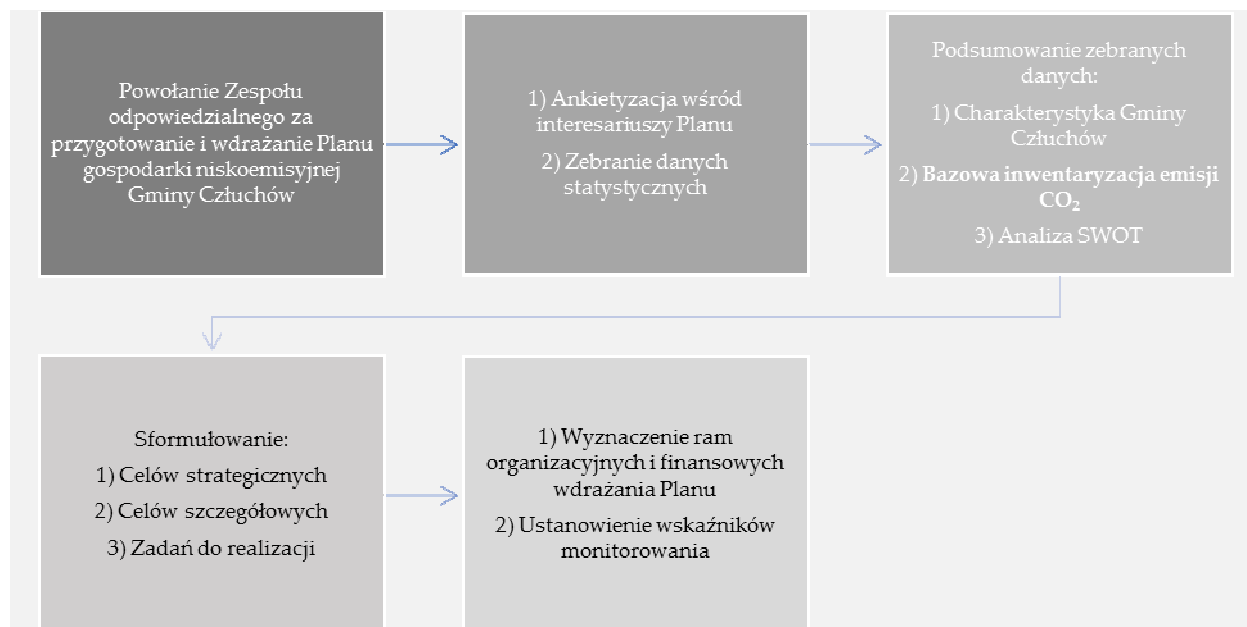 Powołanie Zespołu
odpowiedzialnego za
przygotowanie i wdrażanie Planu
gospodarki niskoemisyjnej
Gminy Człuchów
1) Ankietyzacja wśród
interesariuszy Planu
2) Zebranie danych
statystycznych
Podsumowanie zebranych
danych:
1) Charakterystyka Gminy
Człuchów
2) Bazowa inwentaryzacja emisji
CO₂
3) Analiza SWOT
Sformułowanie:
1) Celów strategicznych
2) Celów szczegółowych
3) Zadań do realizacji
1) Wyznaczenie ram
organizacyjnych i finansowych
wdrażania Planu
2) Ustanowienie wskaźników
monitorowania